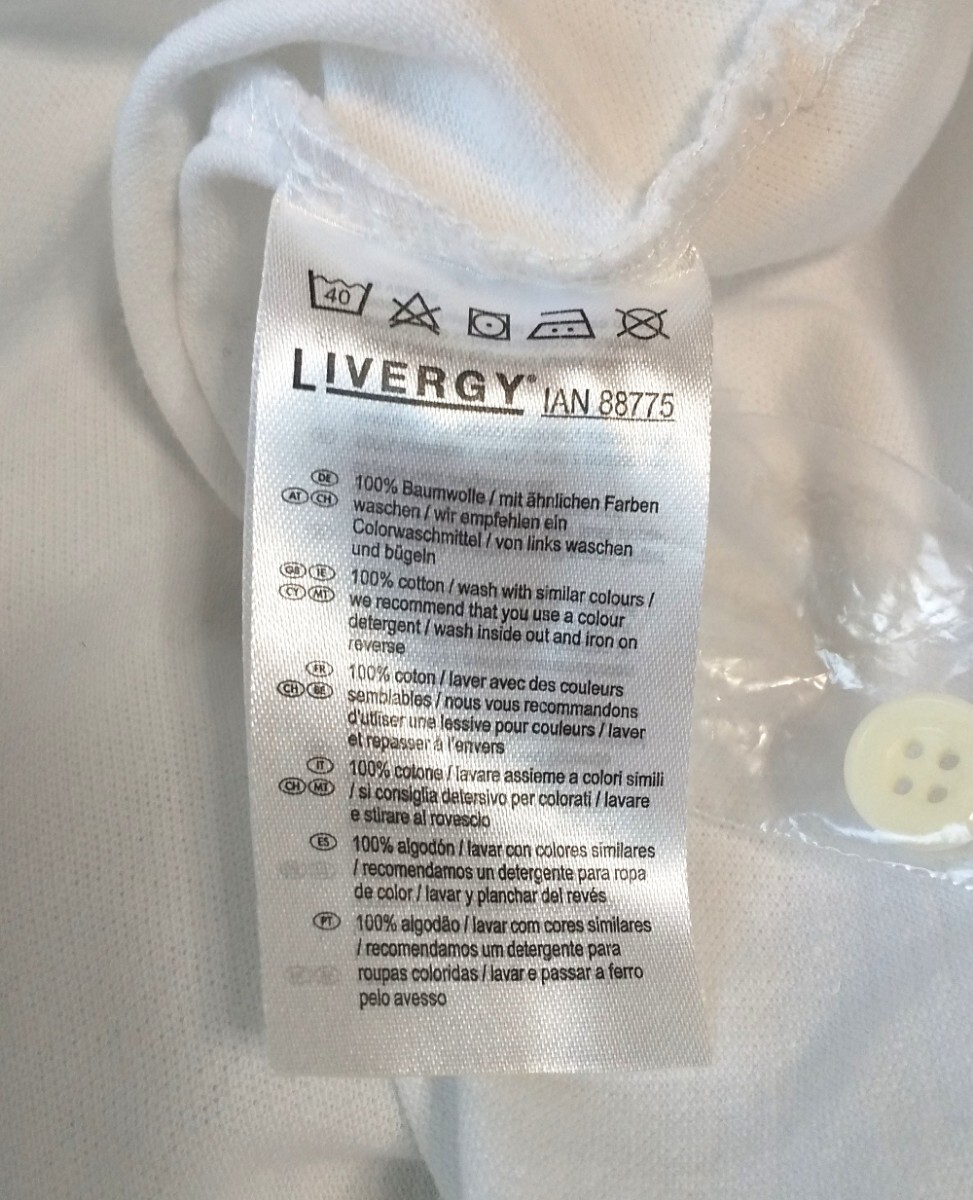 40
LIVERGY® IAN 88775
DE 100% Baumwolle / mit ähnlichen Farben
AT CH waschen / wir empfehlen ein
Colorwaschmittel / von links waschen
und bügeln
GB IE 100% cotton / wash with similar colours /
CY MT we recommend that you use a colour
detergent / wash inside out and iron on
reverse
FR 100% coton / laver avec des couleurs
CH BE semblables / nous vous recommandons
d'utiliser une lessive pour couleurs / laver
et repasser à l'envers
IT 100% cotone / lavare assieme a colori simili
CH MT / si consiglia detersivo per colorati / lavare
e stirare al rovescio
ES 100% algodón / lavar con colores similares
/ recomendamos un detergente para ropa
de color / lavar y planchar del revés
PT 100% algodão / lavar com cores similares
/ recomendamos um detergente para
roupas coloridas / lavar e passar a ferro
pelo avesso